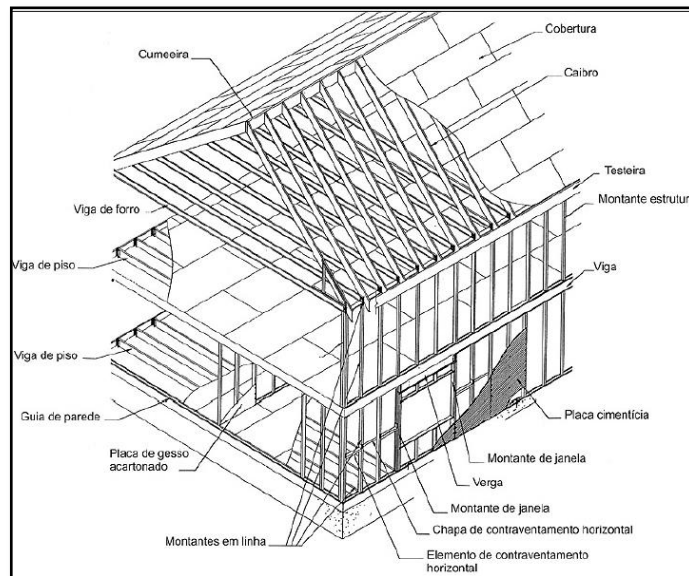 Cobertura
Cumeeira
Caibro
Testeira
Montante estrutur
Viga de forro
Viga de piso
Viga
Viga de piso
Guia de parede
Placa cimentícia
Placa de gesso
acartonado
Montante de janela
Verga
Montante de janela
Chapa de contraventamento horizontal
Montantes em linha
Elemento de contraventamento
horizontal